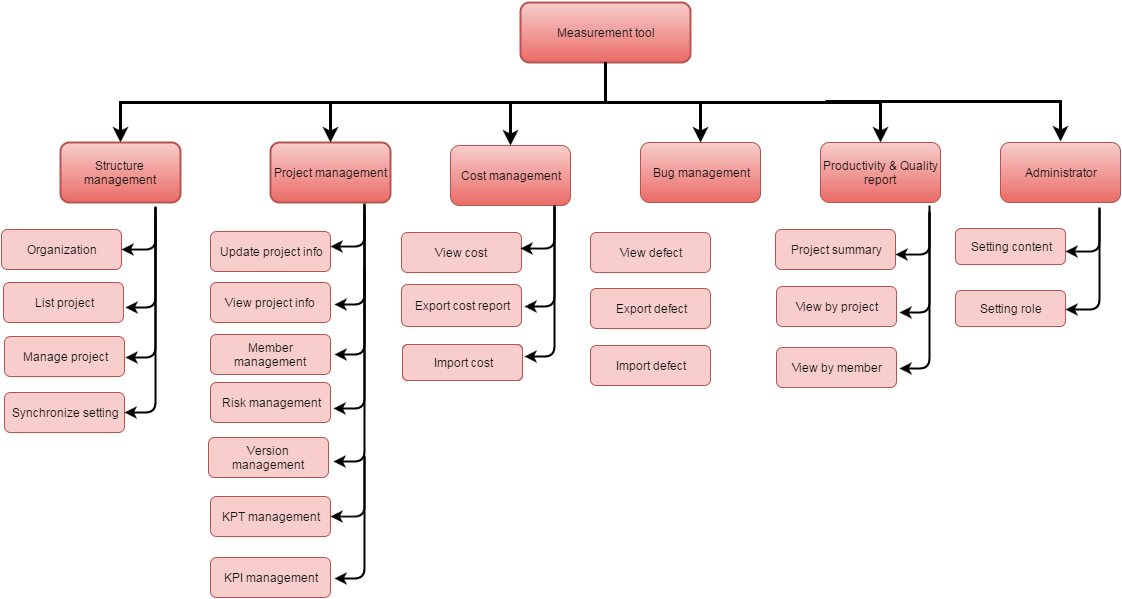 Measurement tool
Structure
management
Project management
Cost management
Bug management
Productivity & Quality
report
Administrator
Organization
List project
Manage project
Synchronize setting
Update project info
View project info
Member
management
Risk management
Version
management
KPT management
KPI management
View cost
Export cost report
Import cost
View defect
Export defect
Import defect
Project summary
View by project
View by member
Setting content
Setting role